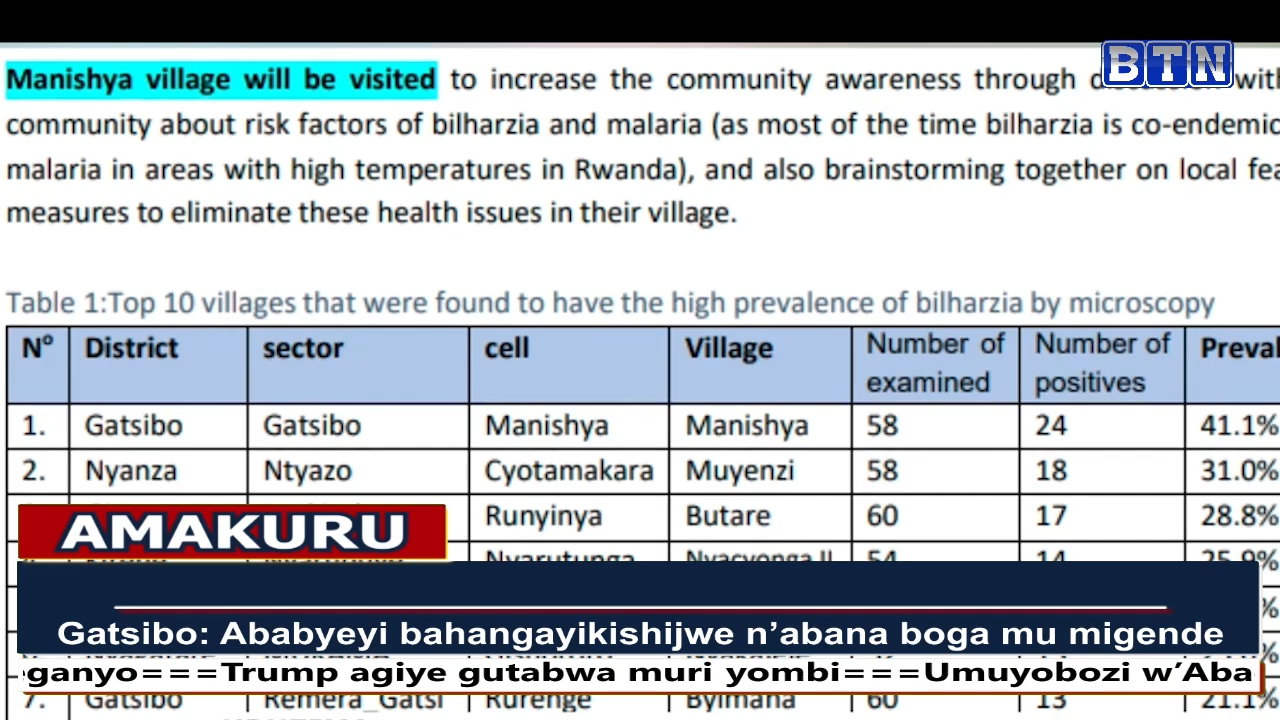 BTN
Manishya village will be visited to increase the community awareness through
community about risk factors of bilharzia and malaria (as most of the time bilharzia is co-endemic
malaria in areas with high temperatures in Rwanda), and also brainstorming together on local
measures to eliminate these health issues in their village.
Table 1:Top 10 villages that were found to have the high prevalence of bilharzia by microscopy
N° District sector cell Village Number of examined Number of positives
1. Gatsibo Gatsibo Manishya Manishya 58 24 41.1%
2. Nyanza Ntyazo Cyotamakara Muyenzi 58 18 31.0%
Runyinya Butare 60 17 28.8%
AMAKURU
Gatsibo: Ababyeyi bahangayikishijwe n’abana boga mu migende
ganyo===Trump agiye gutabwa muri yombi===Umuyobozi w’Aba
7. Gatsibo Remera_Gatsi Rurenge Byimana 60 13 21.1%